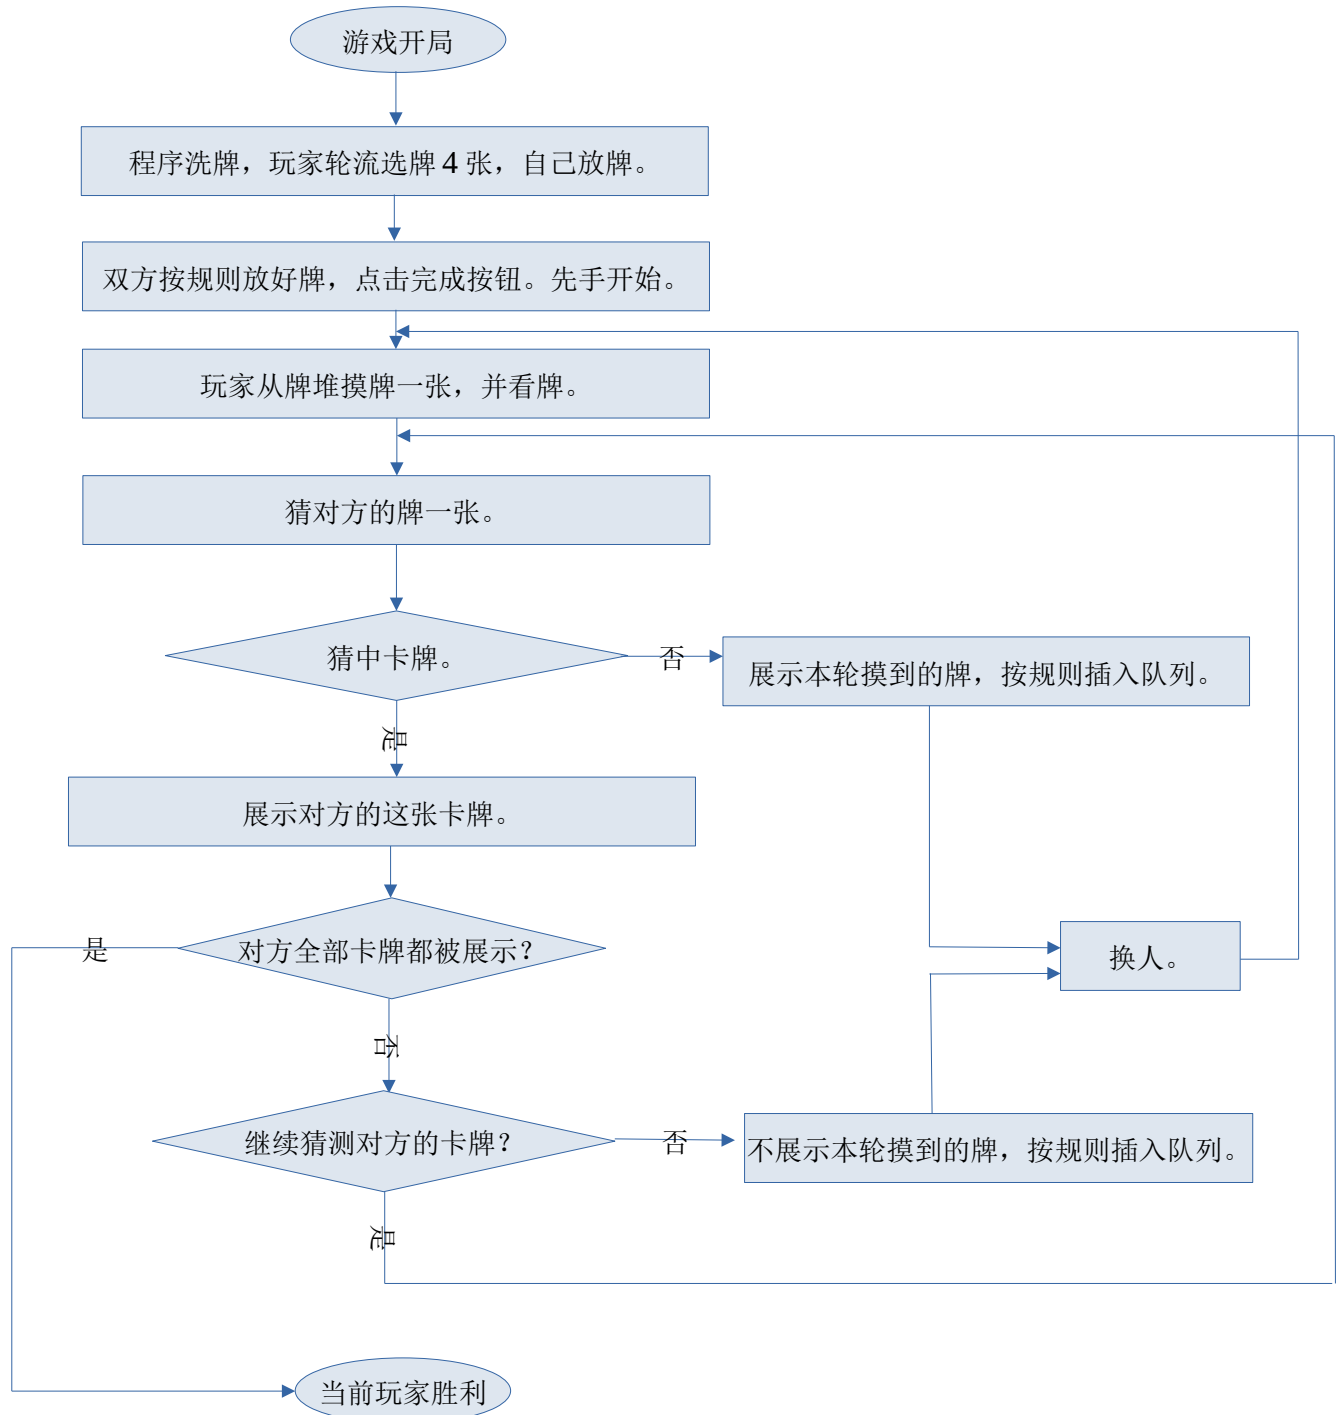 游戏开局
程序洗牌，玩家轮流选牌 4 张，自己放牌。
双方按规则放好牌，点击完成按钮。先手开始。
玩家从牌堆摸牌一张，并看牌。
猜对方的牌一张。
猜中卡牌。
否
展示本轮摸到的牌，按规则插入队列。
是
展示对方的这张卡牌。
是
对方全部卡牌都被展示？
换人。
否
继续猜测对方的卡牌？
否
不展示本轮摸到的牌，按规则插入队列。
是
当前玩家胜利